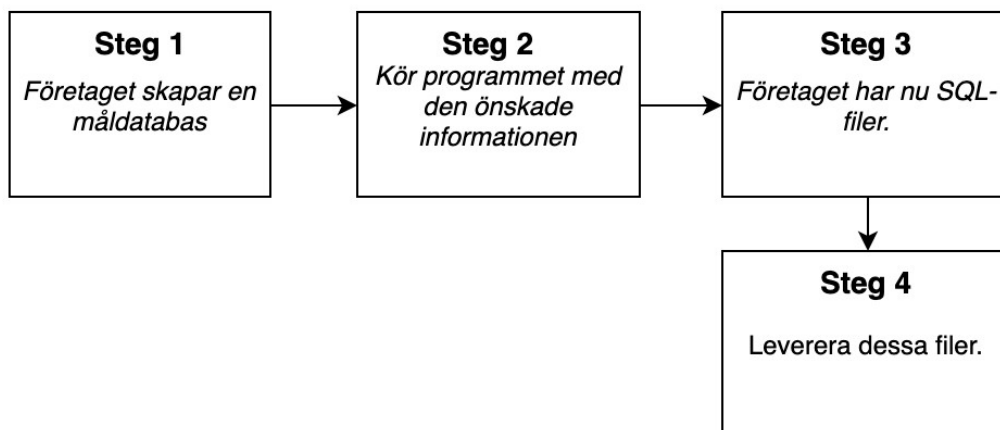 Steg 1
Företaget skapar en
måldatabas
Steg 2
Kör programmet med
den önskade
informationen
Steg 3
Företaget har nu SQL-
filer.
Steg 4
Leverera dessa filer.